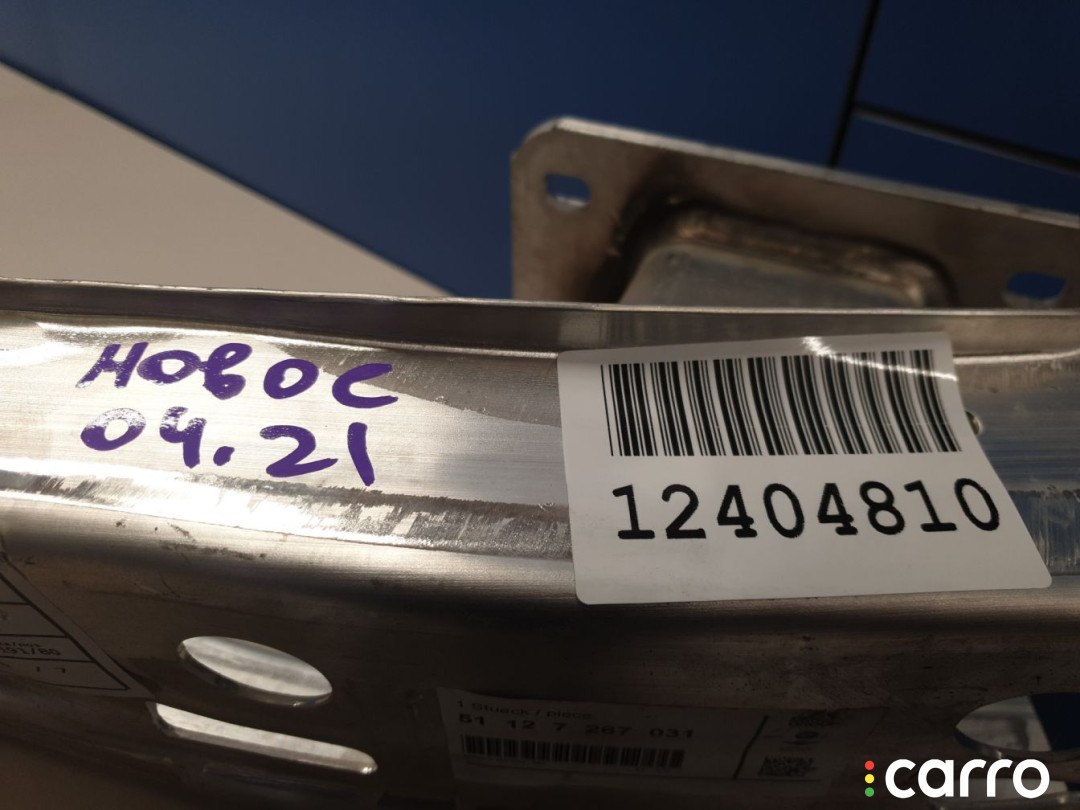 новос
04.21
12404810
1 Stueck / piece
51 12 7 267 031
carro